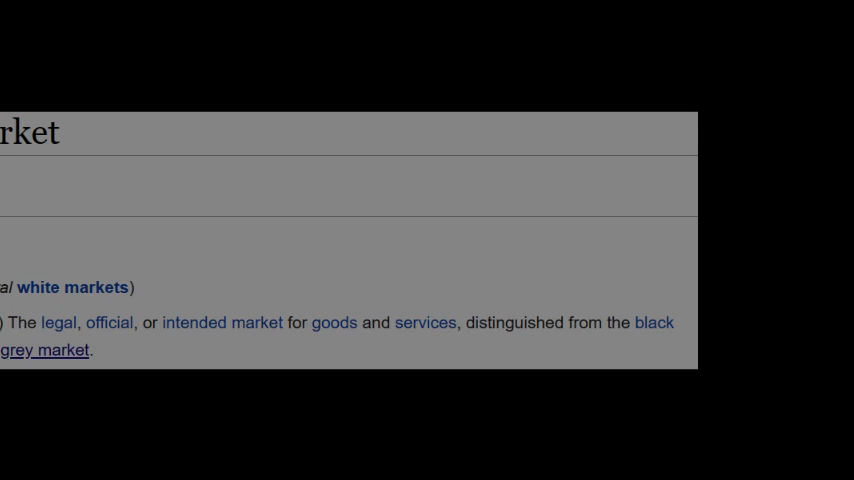 rket
al white markets)
) The legal, official, or intended market for goods and services, distinguished from the black
grey market.